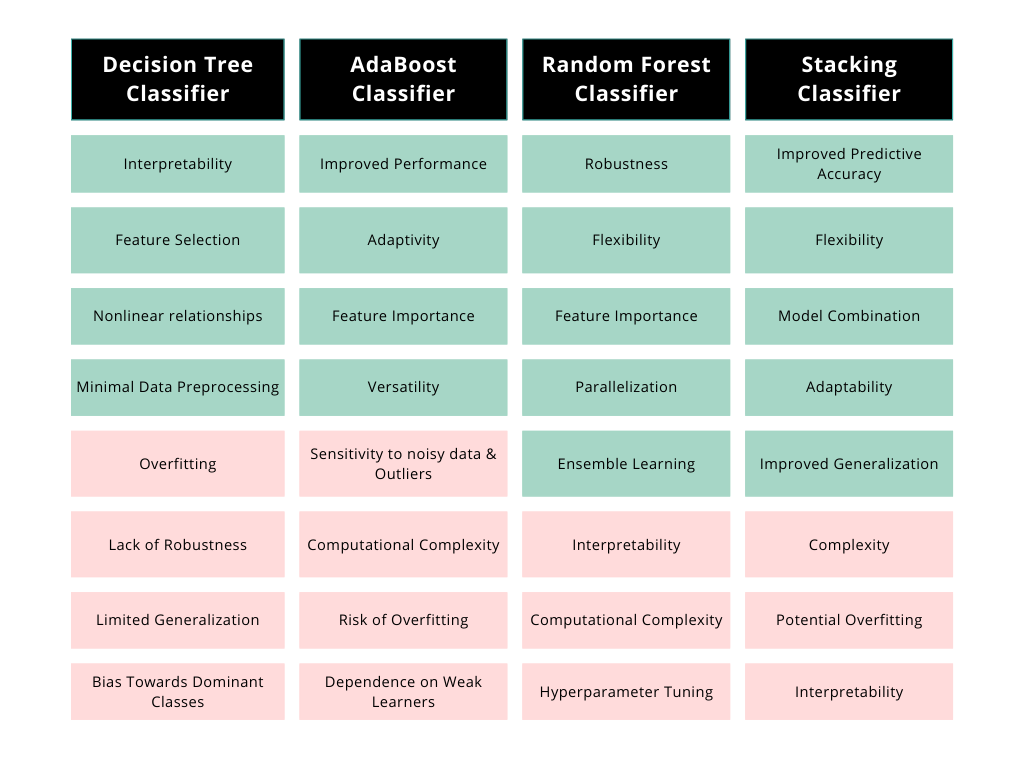 Decision Tree
Classifier
AdaBoost
Classifier
Random Forest
Classifier
Stacking
Classifier
Interpretability
Improved Performance
Robustness
Improved Predictive
Accuracy
Feature Selection
Adaptivity
Flexibility
Flexibility
Nonlinear relationships
Feature Importance
Feature Importance
Model Combination
Minimal Data Preprocessing
Versatility
Parallelization
Adaptability
Overfitting
Sensitivity to noisy data &
Outliers
Ensemble Learning
Improved Generalization
Lack of Robustness
Computational Complexity
Interpretability
Complexity
Limited Generalization
Risk of Overfitting
Computational Complexity
Potential Overfitting
Bias Towards Dominant
Classes
Dependence on Weak
Learners
Hyperparameter Tuning
Interpretability